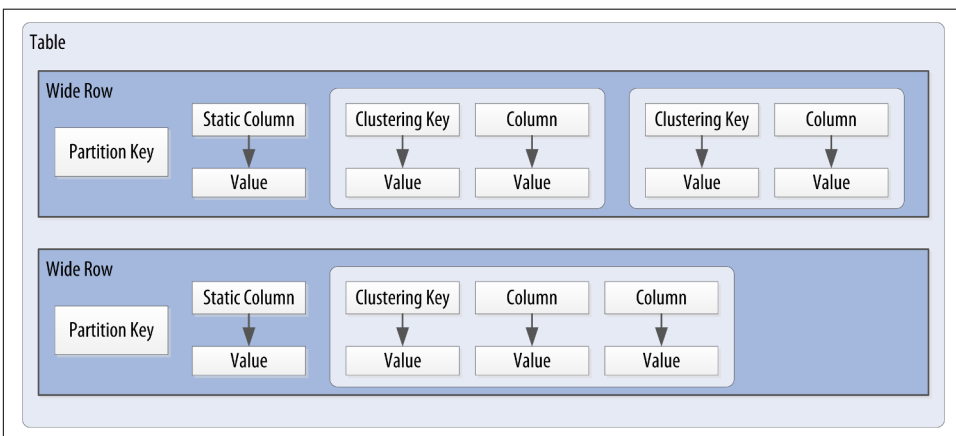 Table
Wide Row
Partition Key
Static Column
Value
Clustering Key
Value
Column
Value
Clustering Key
Value
Column
Value
Wide Row
Partition Key
Static Column
Value
Clustering Key
Value
Column
Value
Column
Value